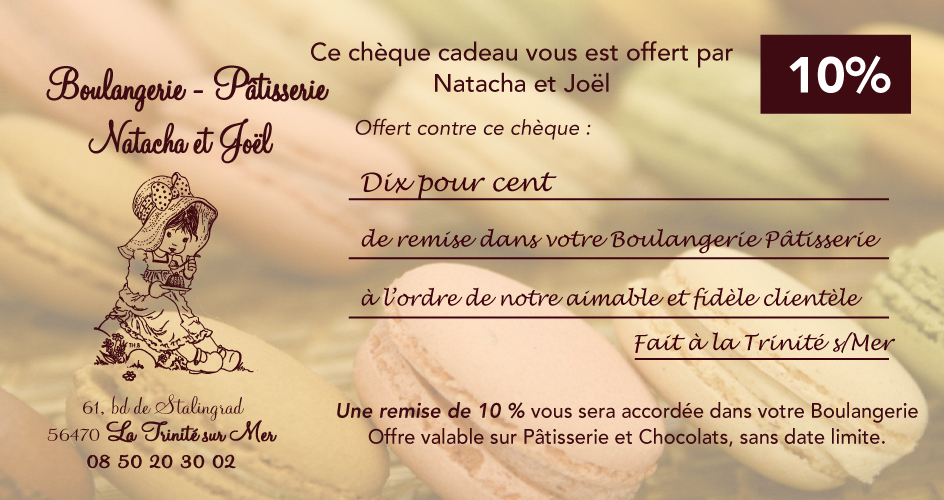 Boulangerie - Pâtisserie
Natacha et Joël
61, bd de Stalingrad
56470 La Trinité sur Mer
08 50 20 30 02
Ce chèque cadeau vous est offert par
Natacha et Joël
10%
Offert contre ce chèque :
Dix pour cent
de remise dans votre Boulangerie Pâtisserie
à l'ordre de notre aimable et fidèle clientèle
Fait à la Trinité s/Mer
Une remise de 10 % vous sera accordée dans votre Boulangerie
Offre valable sur Pâtisserie et Chocolats, sans date limite.